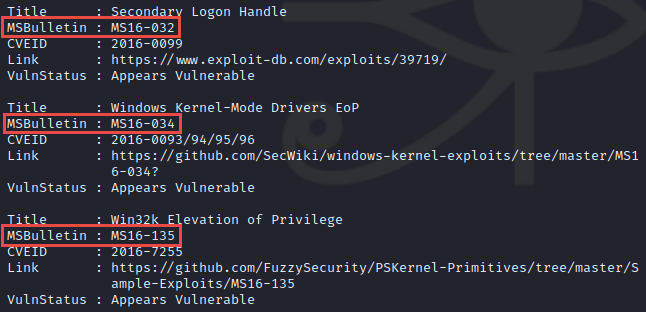 Title       : Secondary Logon Handle
MSBulletin  : MS16-032
CVEID       : 2016-0099
Link        : https://www.exploit-db.com/exploits/39719/
VulnStatus  : Appears Vulnerable
Title       : Windows Kernel-Mode Drivers EoP
MSBulletin  : MS16-034
CVEID       : 2016-0093/94/95/96
Link        : https://github.com/SecWiki/windows-kernel-exploits/tree/master/MS1
6-034?
VulnStatus  : Appears Vulnerable
Title       : Win32k Elevation of Privilege
MSBulletin  : MS16-135
CVEID       : 2016-7255
Link        : https://github.com/FuzzySecurity/PSKernel-Primitives/tree/master/S
ample-Exploits/MS16-135
VulnStatus  : Appears Vulnerable